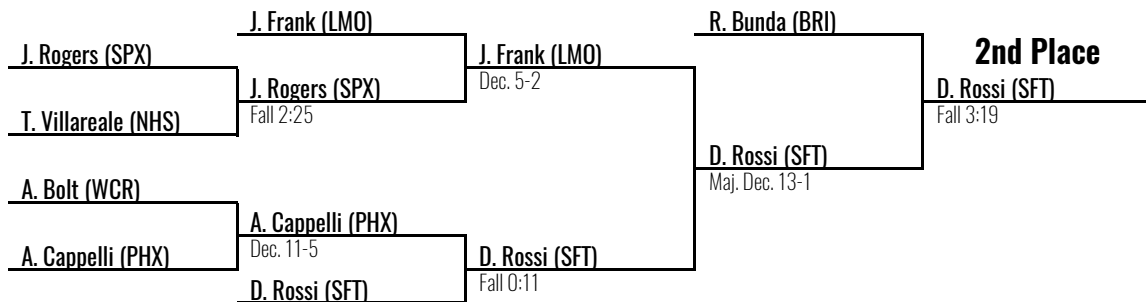 J. Frank (LMO)
R. Bunda (BRI)
2nd Place
J. Rogers (SPX)
J. Frank (LMO)
Dec. 5-2
J. Rogers (SPX)
Fall 2:25
D. Rossi (SFT)
Fall 3:19
T. Villareale (NHS)
D. Rossi (SFT)
Maj. Dec. 13-1
A. Bolt (WCR)
A. Cappelli (PHX)
Dec. 11-5
A. Cappelli (PHX)
D. Rossi (SFT)
Fall 0:11
D. Rossi (SFT)